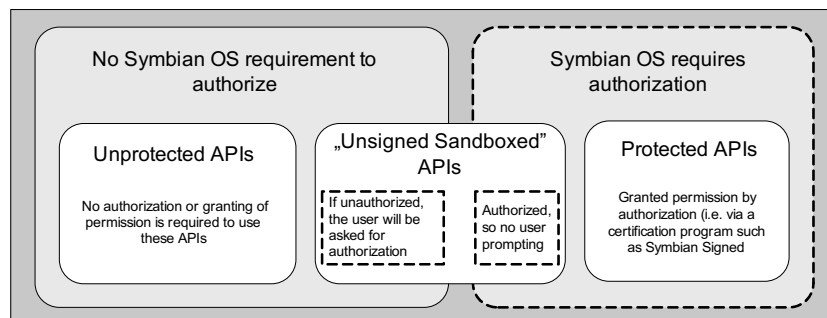 No Symbian OS requirement to
authorize
Symbian OS requires
authorization
Unprotected APIs
No authorization or granting of
permission is required to use
these APIs
„Unsigned Sandboxed”
APIs
If unauthorized,
the user will be
asked for
authorization
Authorized,
so no user
prompting
Protected APIs
Granted permission by
authorization (i.e. via a
certification program such
as Symbian Signed